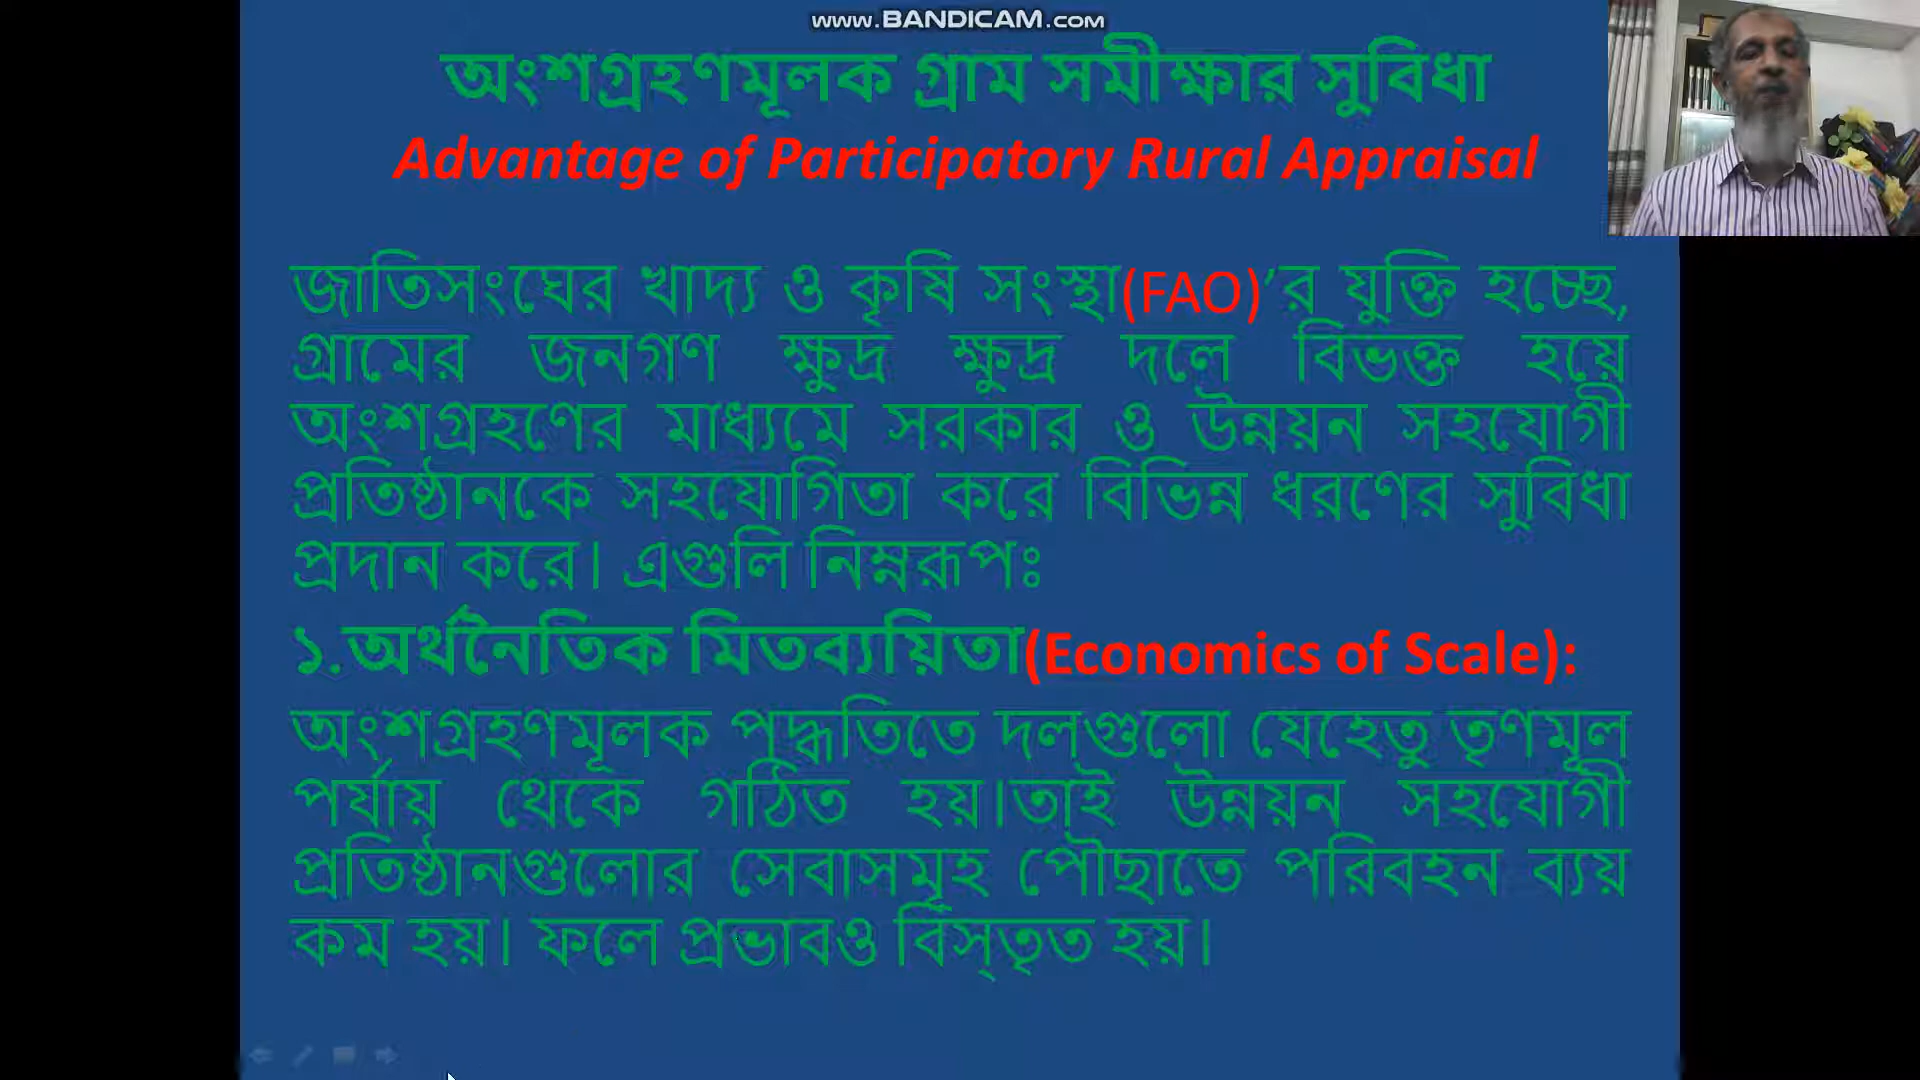 www.BANDICAM.com
অংশগ্রহণমূলক গ্রাম সমীক্ষার সুবিধা
Advantage of Participatory Rural Appraisal
জাতিসংঘের খাদ্য ও কৃষি সংস্থা(FAO)’র যুক্তি হচ্ছে,
গ্রামের জনগণ ক্ষুদ্র ক্ষুদ্র দলে বিভক্ত হয়ে
অংশগ্রহণের মাধ্যমে সরকার ও উন্নয়ন সহযোগী
প্রতিষ্ঠানকে সহযোগিতা করে বিভিন্ন ধরণের সুবিধা
প্রদান করে। এগুলি নিম্নরূপঃ
১.অর্থনৈতিক মিতব্যয়িতা(Economics of Scale):
অংশগ্রহণমূলক পদ্ধতিতে দলগুলো যেহেতু তৃণমূল
পর্যায় থেকে গঠিত হয়।তাই উন্নয়ন সহযোগী
প্রতিষ্ঠানগুলোর সেবাসমূহ পৌছাতে পরিবহন ব্যয়
কম হয়। ফলে প্রভাবও বিস্‌তৃত হয়।